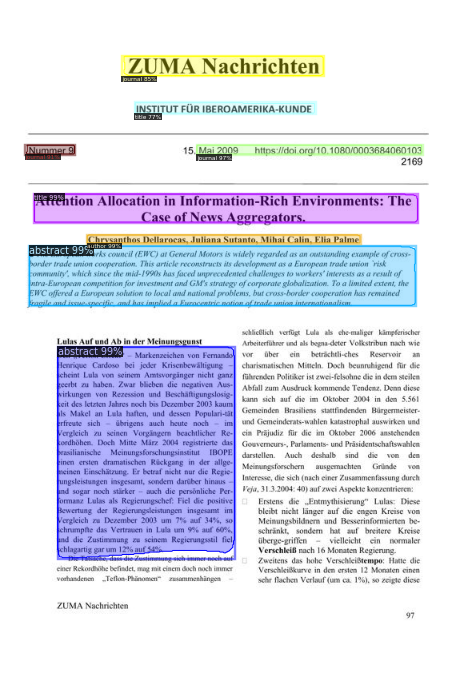 ZUMA Nachrichten
journal 85%
INSTITUT FÜR IBEROAMERIKA-KUNDE
title 77%
Nummer 9
15. Mai 2009
https://doi.org/10.1080/0003684060103
2169
journal 97%
title 99%
Attention Allocation in Information-Rich Environments: The
Case of News Aggregators.
Chrysanthos Dellarocas, Juliana Sutanto, Mihai Calin, Elia Palme
author 99%
abstract 99%
rks council (EWC) at General Motors is widely regarded as an outstanding example of cross-
border trade union cooperation. This reconstructs its development as a European trade union 'risk
community', which since the mid-1990s has faced unprecedented challenges to workers' interests as a result of
intra-European competition for investment and GM's strategy of corporate globalization. To a limited extent, the
EWC offered a European solution to local and national problems, but cross-border cooperation has remained
fragile and issue-specific, and has implied a Eurocentric notion of trade union internationalism.
Lulas Auf und Ab in der Meinungsgunst
abstract 99%
– Markenzeichen von Fernando
Henrique Cardoso bei jeder Krisenbewältigung –
scheint Lula von seinem Amtsvorgänger nicht ganz
geerbt zu haben. Zwar blieben die negativen Aus-
wirkungen von Rezession und Beschäftigungslosig-
keit des letzten Jahres noch bis Dezember 2003 kaum
als Makel an Lula haften, und dessen Populari-tät
erfreute sich – übrigens auch heute noch – im
Vergleich zu seinen Vorgängern beachtlicher Re-
kordhöhen. Doch Mitte März 2004 registrierte das
brasilianische Meinungsforschungsinstitut IBOPE
einen ersten dramatischen Rückgang in der allge-
meinen Einschätzung. Er betraf nicht nur die Regie-
rungsleistungen insgesamt, sondern darüber hinaus –
und sogar noch stärker – auch die persönliche Per-
formanz Lulas als Regierungschef: Fiel die positive
Bewertung der Regierungsleistungen insgesamt im
Vergleich zu Dezember 2003 um 7% auf 34%, so
schrumpfte das Vertrauen in Lula um 9% auf 60%,
und die Zustimmung zu seinem Regierungsstil fiel
schlagartig gar um 12% auf 54%.
Die Tatsache, dass die Zustimmung sich immer noch auf
einer Rekordhöhe befindet, mag mit einem doch noch immer
vorhandenen „Teflon-Phänomen" zusammenhängen –
schließlich verfügt Lula als ehe-maliger kämpferischer
Arbeiterführer und als begna-deter Volkstribun nach wie
vor über ein beträchtli-ches Reservoir an
charismatischen Mitteln. Doch beunruhigend für die
führenden Politiker ist zwei-felsohne die in dem steilen
Abfall zum Ausdruck kommende Tendenz. Denn diese
kann sich auf die im Oktober 2004 in den 5.561
Gemeinden Brasiliens stattfindenden Bürgermeister-
und Gemeinderats-wahlen katastrophal auswirken und
ein Präjudiz für die im Oktober 2006 anstehenden
Gouverneurs-, Parlaments- und Präsidentschaftswahlen
darstellen. Auch deshalb sind die von den
Meinungsforschern ausgemachten Gründe von
Interesse, die sich (nach einer Zusammenfassung durch
Veja, 31.3.2004: 40) auf zwei Aspekte konzentrieren:
Erstens die „Entmythisierung" Lulas: Diese
bleibt nicht länger auf die engen Kreise von
Meinungsbildnern und Besserinformierten be-
schränkt, sondern hat auf breitere Kreise
überge-griffen – vielleicht ein normaler
Verschleiß nach 16 Monaten Regierung.
Zweitens das hohe Verschleißtempo: Hatte die
Verschleißkurve in den ersten 12 Monaten einen
sehr flachen Verlauf (um ca. 1%), so zeigte diese
ZUMA Nachrichten
97